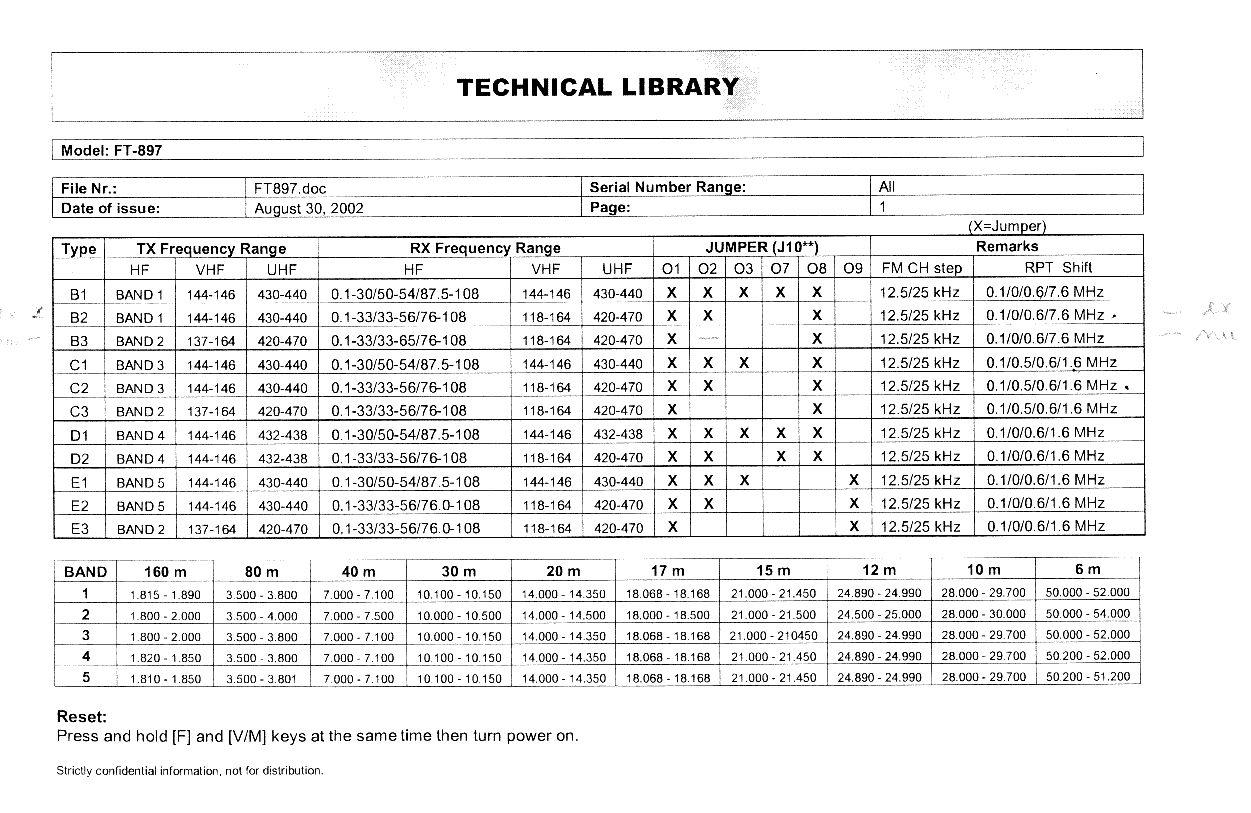 TECHNICAL LIBRARY
Model: FT-897
File Nr.: FT897.doc Serial Number Range: All
Date of issue: August 30, 2002 Page: 1
(X=Jumper)
Type TX Frequency Range RX Frequency Range JUMPER (J10**) Remarks
HF VHF UHF HF VHF UHF O1 O2 O3 O7 O8 O9 FM CH step RPT Shift
B1 BAND 1 144-146 430-440 0.1-30/50-54/87.5-108 144-146 430-440 X X X X X 12.5/25 kHz 0.1/0/0.6/7.6 MHz
B2 BAND 1 144-146 430-440 0.1-33/33-56/76-108 118-164 420-470 X X X 12.5/25 kHz 0.1/0/0.6/7.6 MHz
B3 BAND 2 137-164 420-470 0.1-33/33-65/76-108 118-164 420-470 X — X 12.5/25 kHz 0.1/0/0.6/7.6 MHz
C1 BAND 3 144-146 430-440 0.1-30/50-54/87.5-108 144-146 430-440 X X X X 12.5/25 kHz 0.1/0.5/0.6/1.6 MHz
C2 BAND 3 144-146 430-440 0.1-33/33-56/76-108 118-164 420-470 X X X 12.5/25 kHz 0.1/0.5/0.6/1.6 MHz
C3 BAND 2 137-164 420-470 0.1-33/33-56/76-108 118-164 420-470 X X 12.5/25 kHz 0.1/0.5/0.6/1.6 MHz
D1 BAND 4 144-146 432-438 0.1-30/50-54/87.5-108 144-146 432-438 X X X X X 12.5/25 kHz 0.1/0/0.6/1.6 MHz
D2 BAND 4 144-146 432-438 0.1-33/33-56/76-108 118-164 420-470 X X X X 12.5/25 kHz 0.1/0/0.6/1.6 MHz
E1 BAND 5 144-146 430-440 0.1-30/50-54/87.5-108 144-146 430-440 X X X X 12.5/25 kHz 0.1/0/0.6/1.6 MHz
E2 BAND 5 144-146 430-440 0.1-33/33-56/76.0-108 118-164 420-470 X X X 12.5/25 kHz 0.1/0/0.6/1.6 MHz
E3 BAND 2 137-164 420-470 0.1-33/33-56/76.0-108 118-164 420-470 X X 12.5/25 kHz 0.1/0/0.6/1.6 MHz
BAND 160 m 80 m 40 m 30 m 20 m 17 m 15 m 12 m 10 m 6 m
1 1.815 - 1.890 3.500 - 3.800 7.000 - 7.100 10.100 - 10.150 14.000 - 14.350 18.068 - 18.168 21.000 - 21.450 24.890 - 24.990 28.000 - 29.700 50.000 - 52.000
2 1.800 - 2.000 3.500 - 4.000 7.000 - 7.500 10.000 - 10.500 14.000 - 14.500 18.000 - 18.500 21.000 - 21.500 24.500 - 25.000 28.000 - 30.000 50.000 - 54.000
3 1.800 - 2.000 3.500 - 3.800 7.000 - 7.100 10.000 - 10.150 14.000 - 14.350 18.068 - 18.168 21.000 - 210450 24.890 - 24.990 28.000 - 29.700 50.000 - 52.000
4 1.820 - 1.850 3.500 - 3.800 7.000 - 7.100 10.100 - 10.150 14.000 - 14.350 18.068 - 18.168 21.000 - 21.450 24.890 - 24.990 28.000 - 29.700 50.200 - 52.000
5 1.810 - 1.850 3.500 - 3.801 7.000 - 7.100 10.100 - 10.150 14.000 - 14.350 18.068 - 18.168 21.000 - 21.450 24.890 - 24.990 28.000 - 29.700 50.200 - 51.200
Reset:
Press and hold [F] and [V/M] keys at the same time then turn power on.
Strictly confidential information, not for distribution.